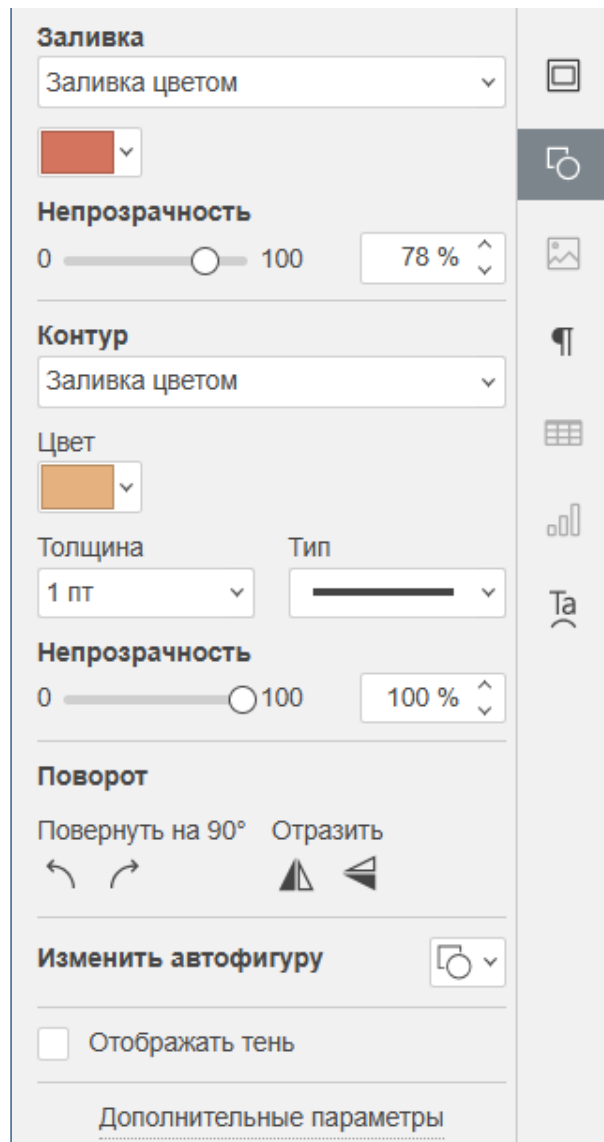 Заливка
Заливка цветом
Непрозрачность
0 100 78 %
Контур
Заливка цветом
Цвет
Толщина Тип
1 пт
Непрозрачность
0 100 100 %
Поворот
Повернуть на 90° Отразить
Изменить автофигуру
Отображать тень
Дополнительные параметры
¶
Ta